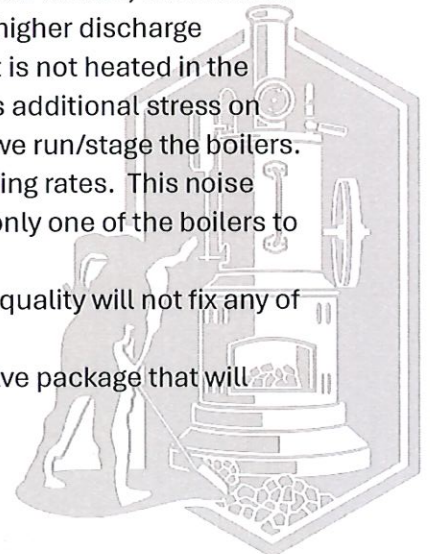 higher discharge
is not heated in the
s additional stress on
we run/stage the boilers.
ing rates. This noise
only one of the boilers to
quality will not fix any of
ve package that will